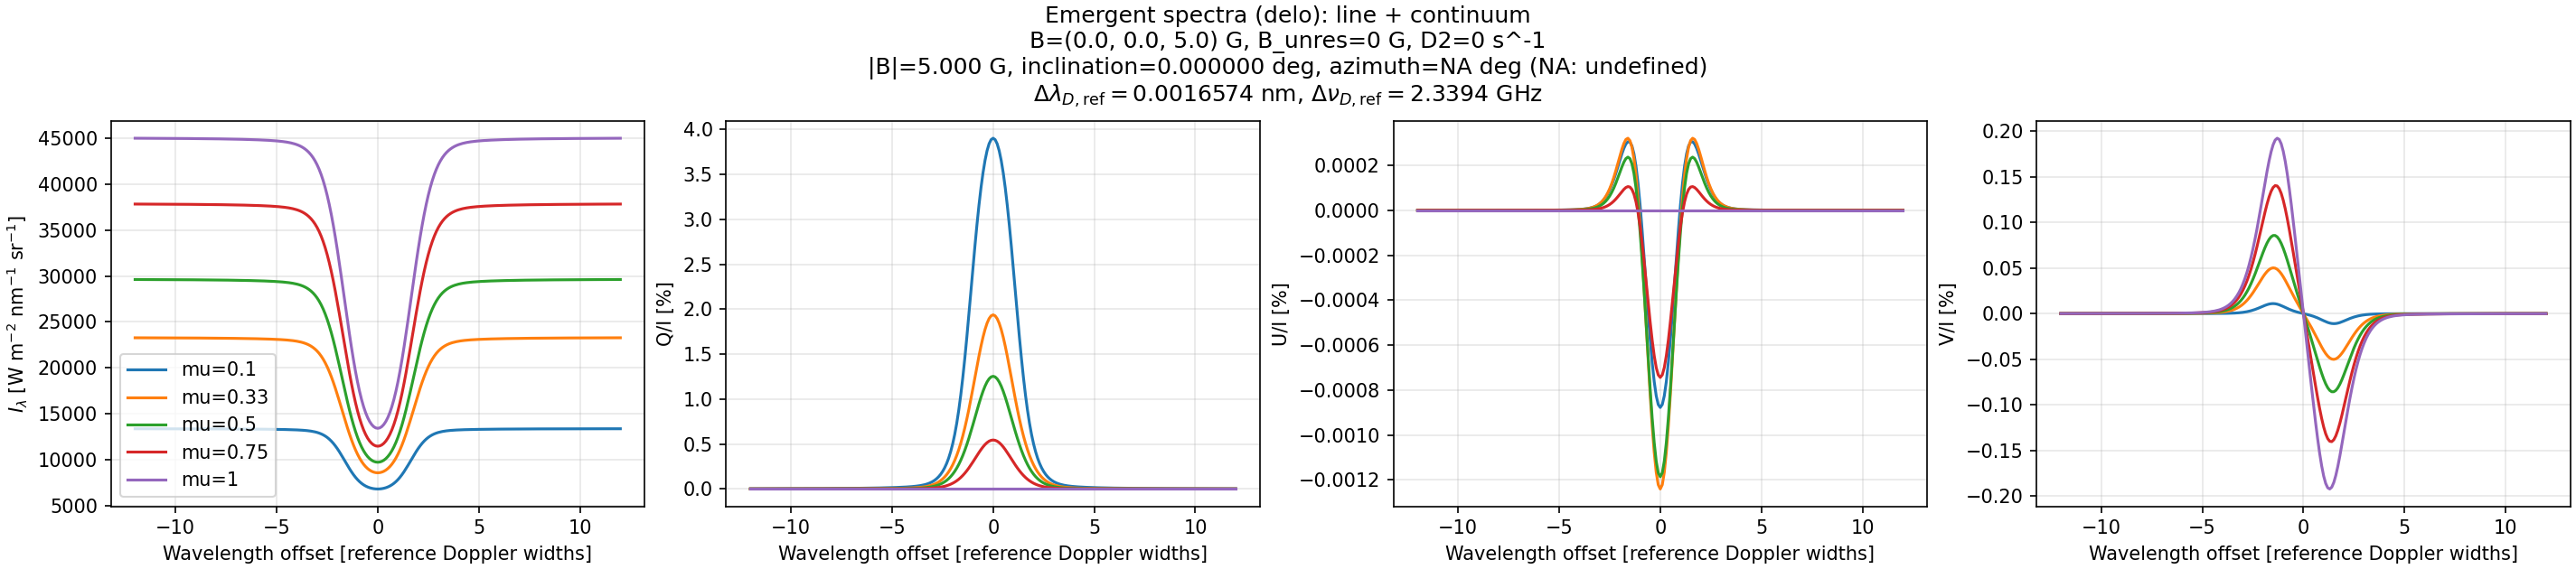 Emergent spectra (delo): line + continuum
B=(0.0, 0.0, 5.0) G, B_unres=0 G, D2=0 s^-1
|B|=5.000 G, inclination=0.000000 deg, azimuth=NA deg (NA: undefined)
Δλ_{D,ref} = 0.0016574 nm, Δν_{D,ref} = 2.3394 GHz
I_λ [W m⁻² nm⁻¹ sr⁻¹]
45000
40000
35000
30000
25000
20000
15000
10000
5000
mu=0.1
mu=0.33
mu=0.5
mu=0.75
mu=1
−10 −5 0 5 10
Wavelength offset [reference Doppler widths]
Q/I [%]
4.0
3.5
3.0
2.5
2.0
1.5
1.0
0.5
0.0
−10 −5 0 5 10
Wavelength offset [reference Doppler widths]
U/I [%]
0.0002
0.0000
−0.0002
−0.0004
−0.0006
−0.0008
−0.0010
−0.0012
−10 −5 0 5 10
Wavelength offset [reference Doppler widths]
V/I [%]
0.20
0.15
0.10
0.05
0.00
−0.05
−0.10
−0.15
−0.20
−10 −5 0 5 10
Wavelength offset [reference Doppler widths]